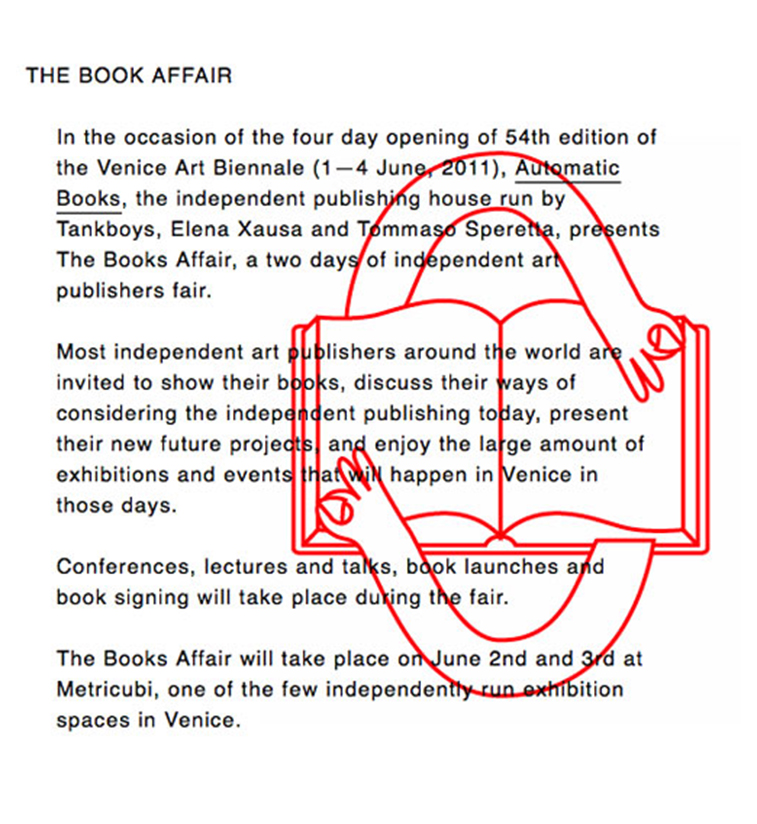 THE BOOK AFFAIR
In the occasion of the four day opening of 54th edition of
the Venice Art Biennale (1—4 June, 2011), Automatic
Books, the independent publishing house run by
Tankboys, Elena Xausa and Tommaso Speretta, presents
The Books Affair, a two days of independent art
publishers fair.
Most independent art publishers around the world are
invited to show their books, discuss their ways of
considering the independent publishing today, present
their new future projects, and enjoy the large amount of
exhibitions and events that will happen in Venice in
those days.
Conferences, lectures and talks, book launches and
book signing will take place during the fair.
The Books Affair will take place on June 2nd and 3rd at
Metricubi, one of the few independently run exhibition
spaces in Venice.